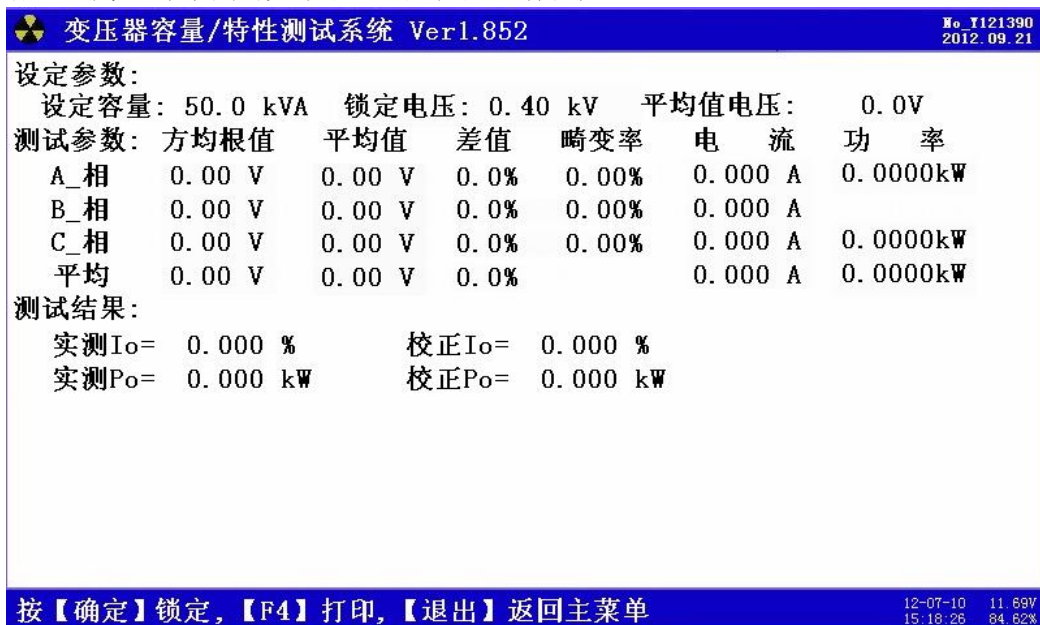 变压器容量/特性测试系统 Ver1.852
No_I121390
2012.09.21
设定参数:
设定容量: 50.0 kVA 锁定电压: 0.40 kV 平均值电压: 0.0V
测试参数: 方均根值 平均值 差值 畸变率 电 流 功 率
A_相 0.00 V 0.00 V 0.0% 0.00% 0.000 A 0.0000kW
B_相 0.00 V 0.00 V 0.0% 0.00% 0.000 A
C_相 0.00 V 0.00 V 0.0% 0.00% 0.000 A 0.0000kW
平均 0.00 V 0.00 V 0.0% 0.000 A 0.0000kW
测试结果:
实测Io= 0.000 % 校正Io= 0.000 %
实测Po= 0.000 kW 校正Po= 0.000 kW
按【确定】锁定,【F4】打印,【退出】返回主菜单
12-07-10 11.69V
15:18:26 84.62%